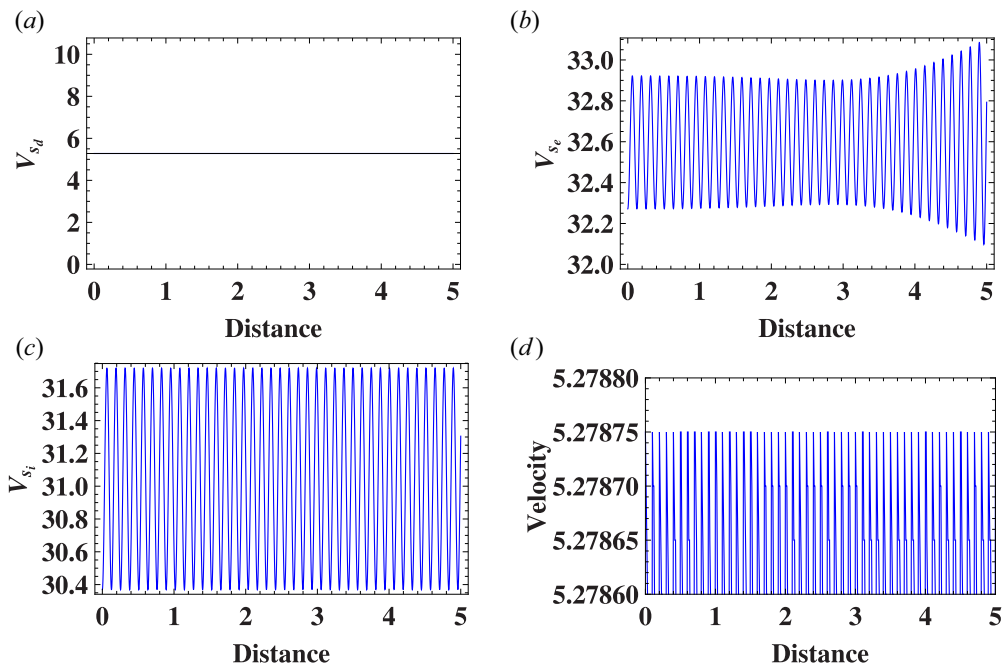 (a)
10
8
6
4
2
0
V_{s_d}
0 1 2 3 4 5
Distance
(b)
33.0
32.8
32.6
32.4
32.2
32.0
V_{s_e}
0 1 2 3 4 5
Distance
(c)
31.6
31.4
31.2
31.0
30.8
30.6
30.4
V_{s_i}
0 1 2 3 4 5
Distance
(d)
5.27880
5.27875
5.27870
5.27865
5.27860
Velocity
0 1 2 3 4 5
Distance